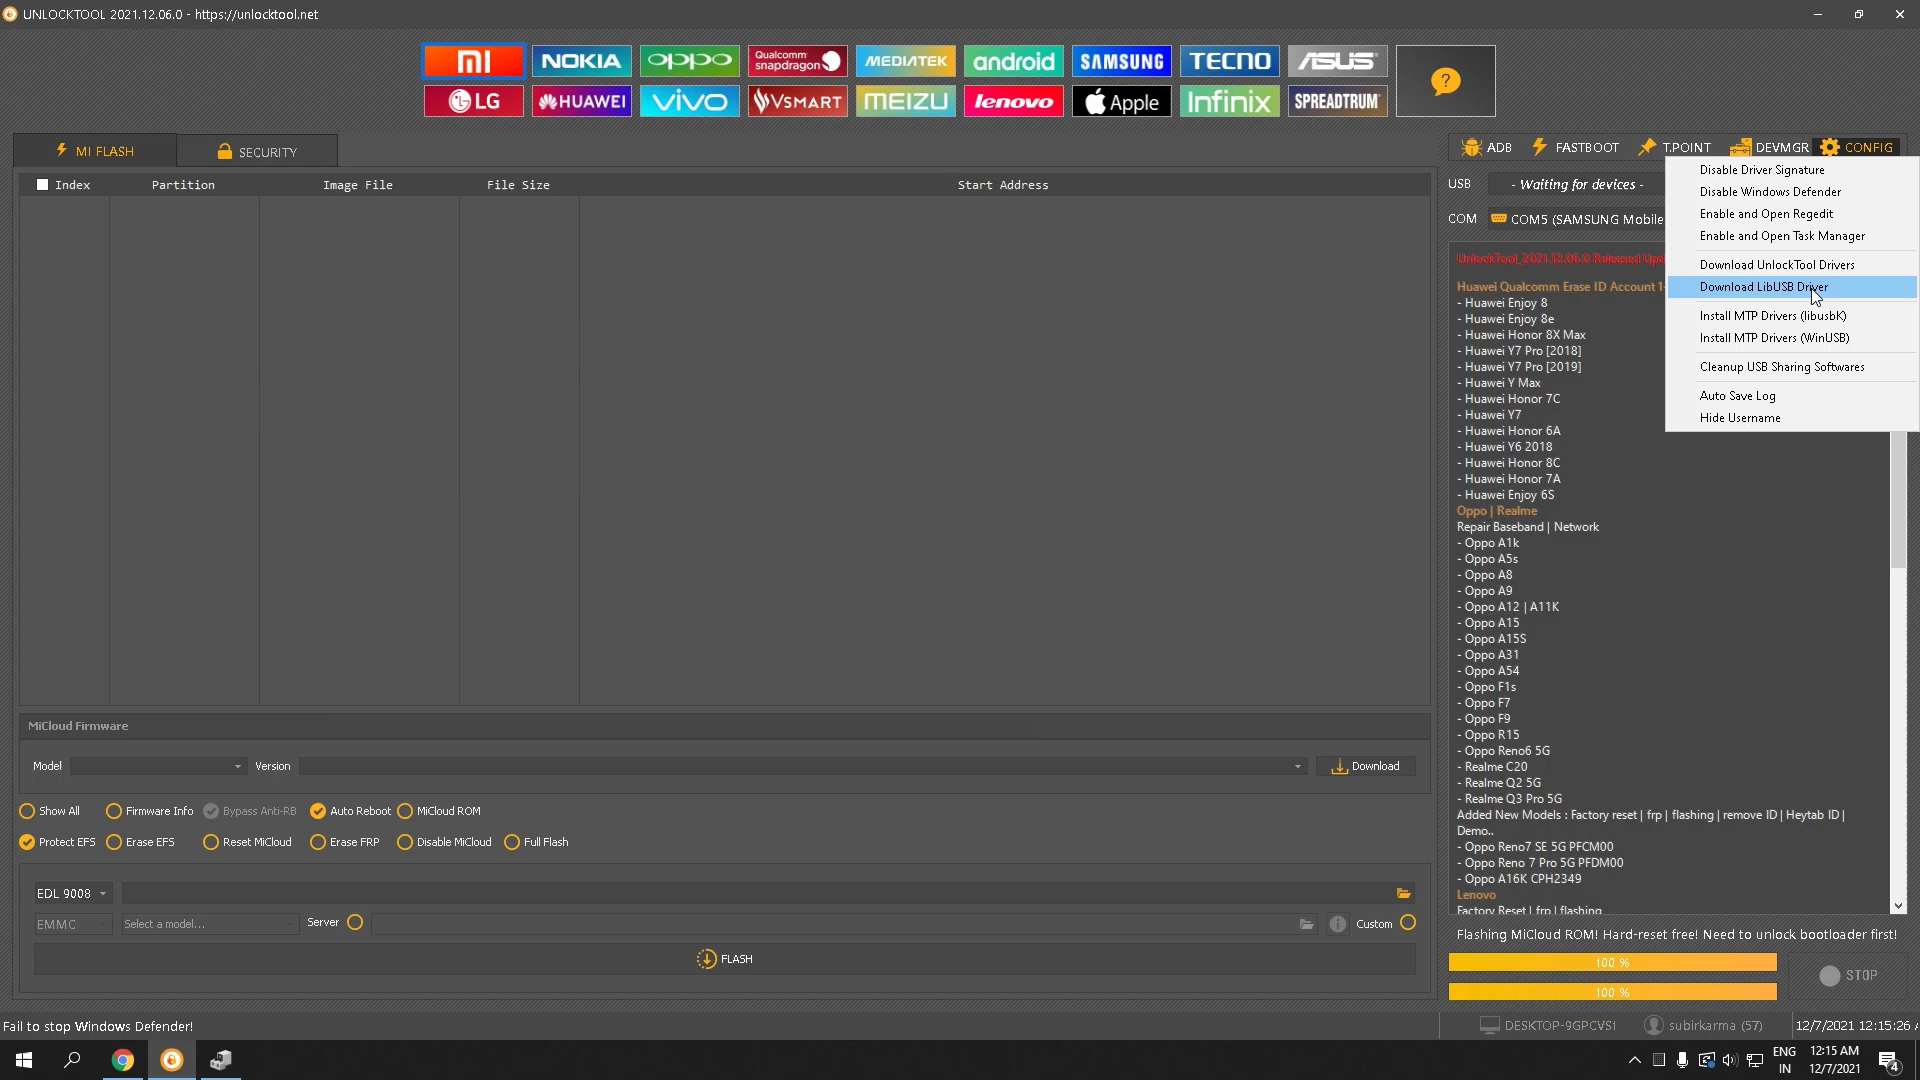 UNLOCKTOOL 2021.12.06.0 - https://unlocktool.net
MI NOKIA oppo Qualcomm snapdragon MEDIATEK android SAMSUNG TECNO ASUS ?
LG HUAWEI vivo VSMART MEIZU lenovo Apple Infinix SPREADTRUM
MI FLASH SECURITY
ADB FASTBOOT T.POINT DEVMGR CONFIG
Index Partition Image File File Size Start Address
USB - Waiting for devices -
COM COM5 (SAMSUNG Mobile
Disable Driver Signature
Disable Windows Defender
Enable and Open Regedit
Enable and Open Task Manager
Download UnlockTool Drivers
Download LibUSB Driver
Install MTP Drivers (libusbK)
Install MTP Drivers (WinUSB)
Cleanup USB Sharing Softwares
Auto Save Log
Hide Username
UnlockTool_2021.12.06.0 Released
Huawei Qualcomm Erase ID Account
- Huawei Enjoy 8
- Huawei Enjoy 8e
- Huawei Honor 8X Max
- Huawei Y7 Pro [2018]
- Huawei Y7 Pro [2019]
- Huawei Y Max
- Huawei Honor 7C
- Huawei Y7
- Huawei Honor 6A
- Huawei Y6 2018
- Huawei Honor 8C
- Huawei Honor 7A
- Huawei Enjoy 6S
Oppo | Realme
Repair Baseband | Network
- Oppo A1k
- Oppo A5s
- Oppo A8
- Oppo A9
- Oppo A12 | A11K
- Oppo A15
- Oppo A15S
- Oppo A31
- Oppo A54
- Oppo F1s
- Oppo F7
- Oppo F9
- Oppo R15
- Oppo Reno6 5G
- Realme C20
- Realme Q2 5G
- Realme Q3 Pro 5G
Added New Models : Factory reset | frp | flashing | remove ID | Heytab ID |
Demo..
- Oppo Reno7 SE 5G PFCM00
- Oppo Reno 7 Pro 5G PFDM00
- Oppo A16K CPH2349
Lenovo
Factory Reset | frp | flashing
Flashing MiCloud ROM! Hard-reset free! Need to unlock bootloader first!
100 %
100 %
STOP
MiCloud Firmware
Model Version Download
Show All Firmware Info Bypass Anti-RB Auto Reboot MiCloud ROM
Protect EFS Erase EFS Reset MiCloud Erase FRP Disable MiCloud Full Flash
EDL 9008
EMMC Select a model... Server Custom
FLASH
Fail to stop Windows Defender!
DESKTOP-9GPCVS1 subirkarma (57) 12/7/2021 12:15:26
ENG
IN
12:15 AM
12/7/2021
4